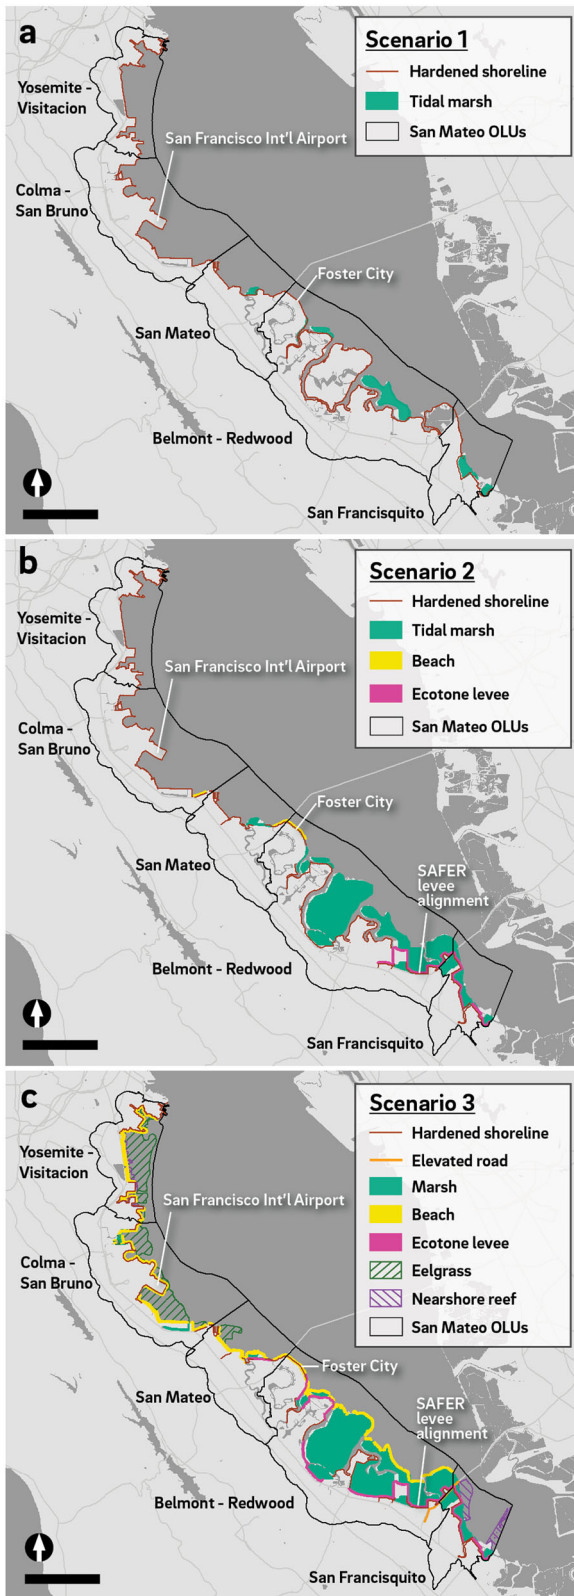 a
Scenario 1
Hardened shoreline
Tidal marsh
San Mateo OLUs
Yosemite -
Visitacion
San Francisco Int'l Airport
Colma -
San Bruno
Foster City
San Mateo
Belmont - Redwood
San Francisquito
b
Scenario 2
Hardened shoreline
Tidal marsh
Beach
Ecotone levee
San Mateo OLUs
Yosemite -
Visitacion
San Francisco Int'l Airport
Colma -
San Bruno
Foster City
San Mateo
SAFER
levee
alignment
Belmont - Redwood
San Francisquito
c
Scenario 3
Hardened shoreline
Elevated road
Marsh
Beach
Ecotone levee
Eelgrass
Nearshore reef
San Mateo OLUs
Yosemite -
Visitacion
San Francisco Int'l Airport
Colma -
San Bruno
Foster City
San Mateo
SAFER
levee
alignment
Belmont - Redwood
San Francisquito